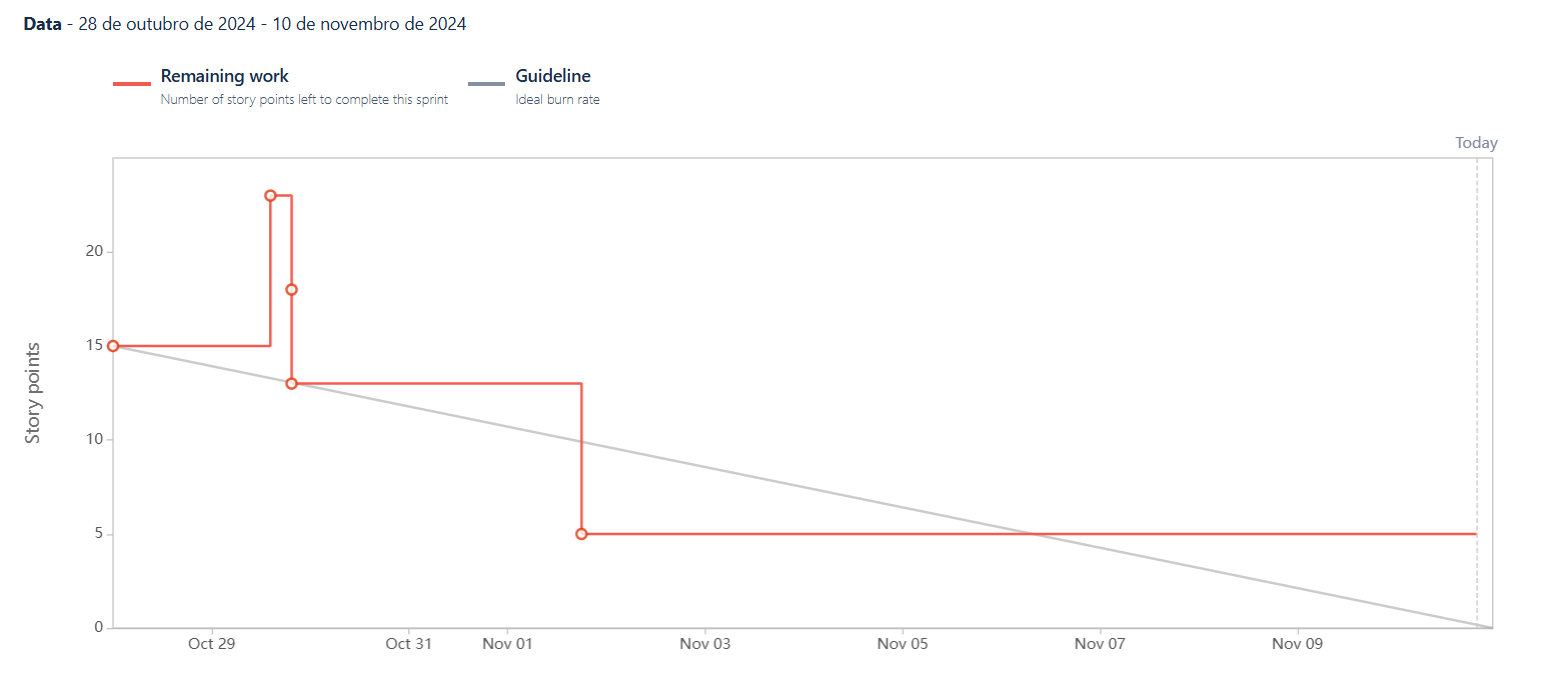 Data - 28 de outubro de 2024 - 10 de novembro de 2024
Remaining work
Number of story points left to complete this sprint
Guideline
Ideal burn rate
Today
Story points
20
15
10
5
0
Oct 29
Oct 31
Nov 01
Nov 03
Nov 05
Nov 07
Nov 09